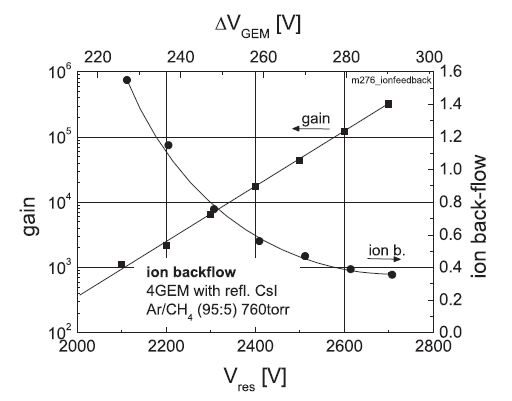 ΔV_GEM [V]
220 240 260 280 300
10^6 1.6
m276_ionfeedback
1.4
gain
10^5 1.2
1.0
gain 10^4 0.8 ion back-flow
0.6
ion b.
10^3 0.4
ion backflow
4GEM with refl. CsI
0.2
Ar/CH_4 (95:5) 760torr
10^2 0.0
2000 2200 2400 2600 2800
V_res [V]